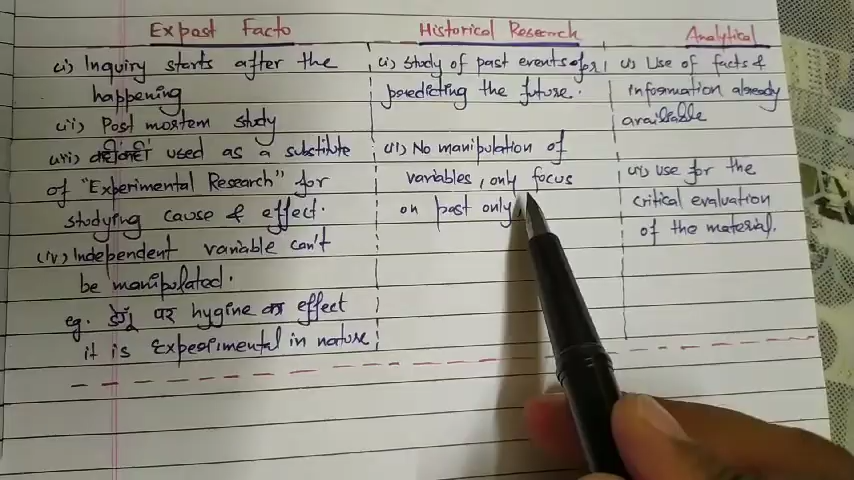 Expost Facto
(i) Inquiry starts after the
happening
(ii) Post mortem study
(iii) used as a substitute
of "Experimental Research" for
studying cause & effect.
(iv) Independent variable can't
be manipulated.
eg. डेंगू पर hygine का effect
it is Experimental in nature
Historical Research
(i) Study of past events for
predicting the future.
(ii) No manipulation of
variables, only focus
on past only.
Analytical
(i) Use of facts &
information already
available
(ii) Use for the
critical evaluation
of the material.